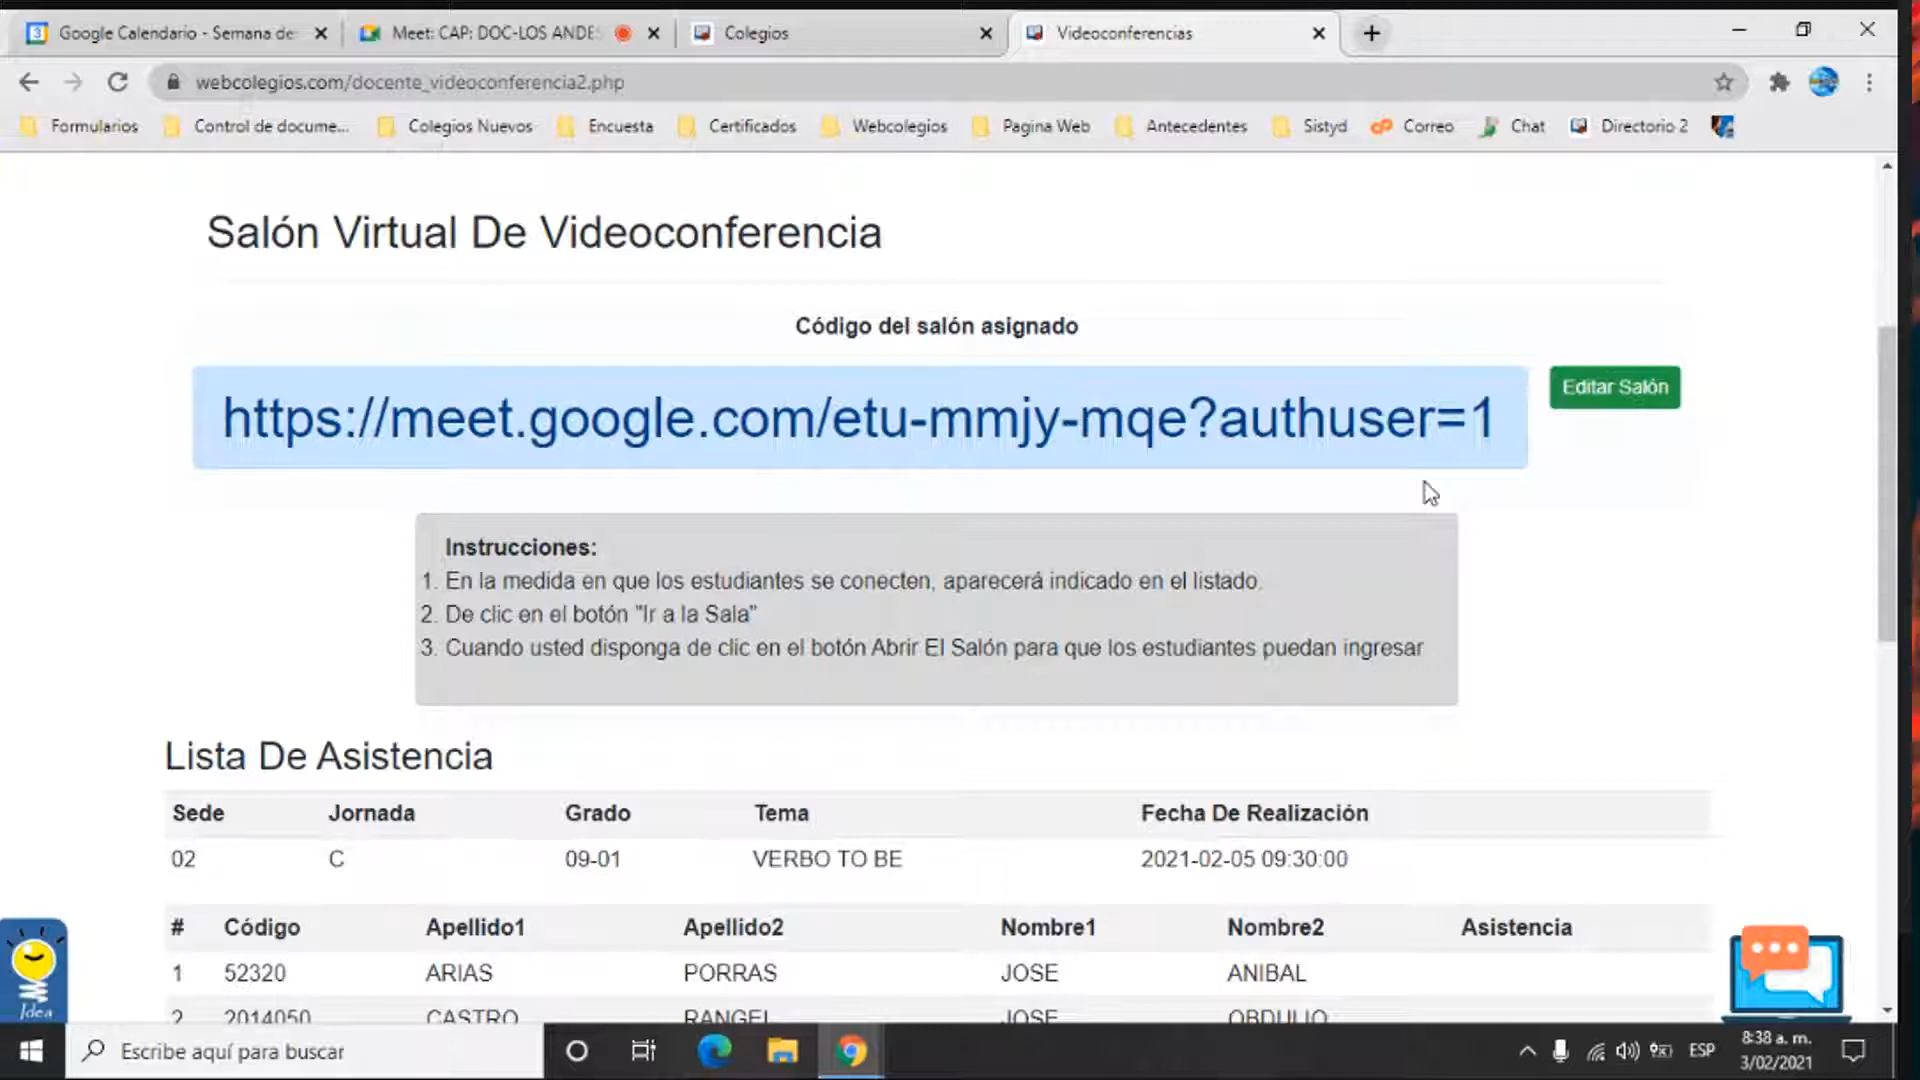 Google Calendario - Semana de
Meet: CAP: DOC-LOS ANDES
Colegios
Videoconferencias
webcolegios.com/docente_videoconferencia2.php
Formularios
Control de docume...
Colegios Nuevos
Encuesta
Certificados
Webcolegios
Pagina Web
Antecedentes
Sistyd
Correo
Chat
Directorio 2
Salón Virtual De Videoconferencia
Código del salón asignado
https://meet.google.com/etu-mmjy-mqe?authuser=1
Editar Salón
Instrucciones:
1. En la medida en que los estudiantes se conecten, aparecerá indicado en el listado.
2. De clic en el botón "Ir a la Sala"
3. Cuando usted disponga de clic en el botón Abrir El Salón para que los estudiantes puedan ingresar
Lista De Asistencia
Sede Jornada Grado Tema Fecha De Realización
02 C 09-01 VERBO TO BE 2021-02-05 09:30:00
# Código Apellido1 Apellido2 Nombre1 Nombre2 Asistencia
1 52320 ARIAS PORRAS JOSE ANIBAL
2 2014050 CASTRO RANGEL JOSE OBDULIO
Idea
Escribe aquí para buscar
ESP
8:38 a. m.
3/02/2021